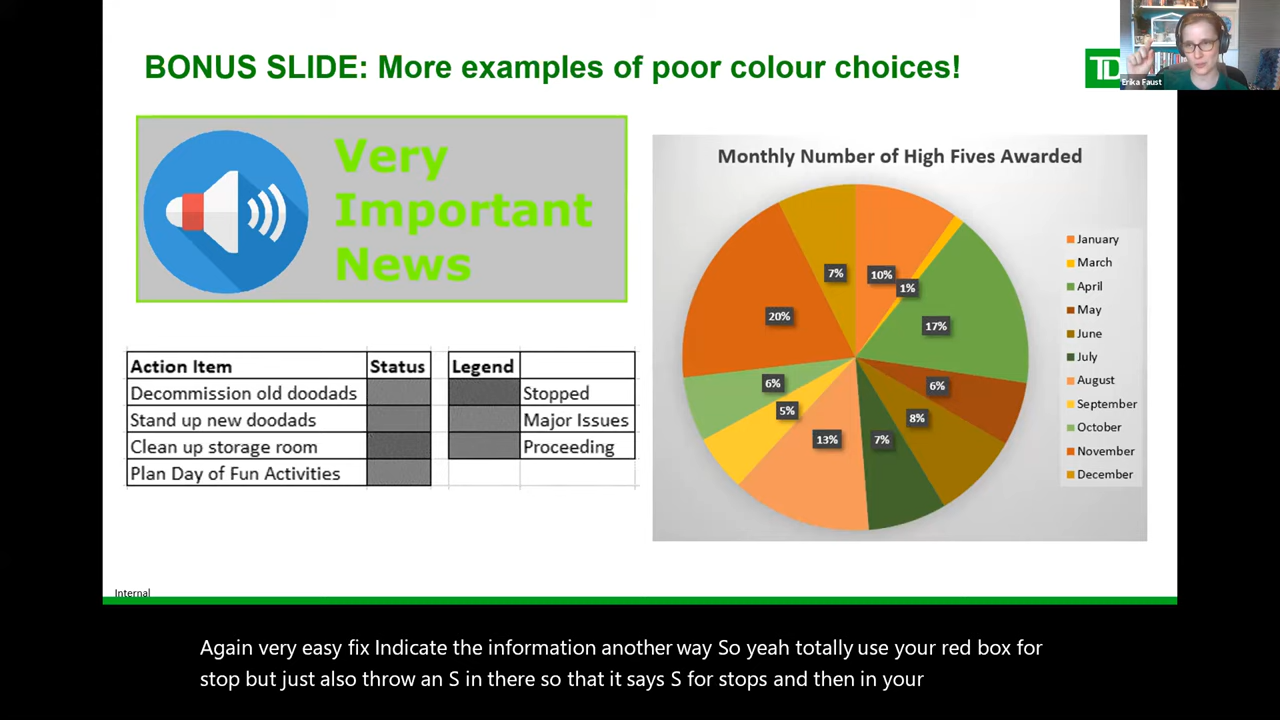 BONUS SLIDE: More examples of poor colour choices!
TD
Erika Faust
Very
Important
News
Monthly Number of High Fives Awarded
10%
1%
17%
6%
8%
7%
13%
5%
6%
20%
7%
January
March
April
May
June
July
August
September
October
November
December
Action Item Status Legend
Decommission old doodads Stopped
Stand up new doodads Major Issues
Clean up storage room Proceeding
Plan Day of Fun Activities
Internal
Again very easy fix Indicate the information another way So yeah totally use your red box for
stop but just also throw an S in there so that it says S for stops and then in your